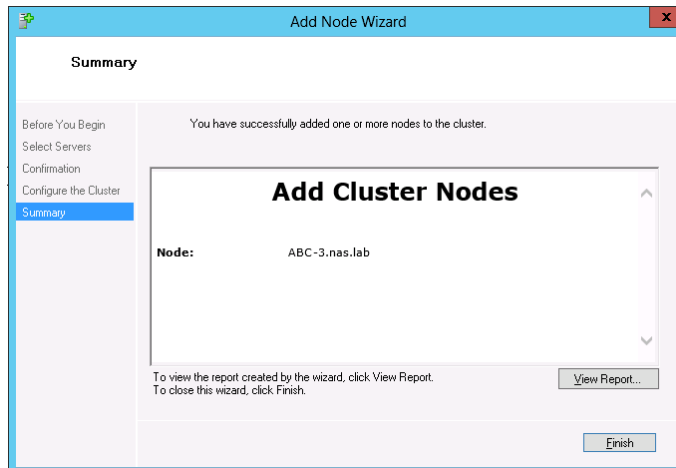 Add Node Wizard
x
Summary
Before You Begin
Select Servers
Confirmation
Configure the Cluster
Summary
You have successfully added one or more nodes to the cluster.
Add Cluster Nodes
Node: ABC-3.nas.lab
To view the report created by the wizard, click View Report.
To close this wizard, click Finish.
View Report...
Finish